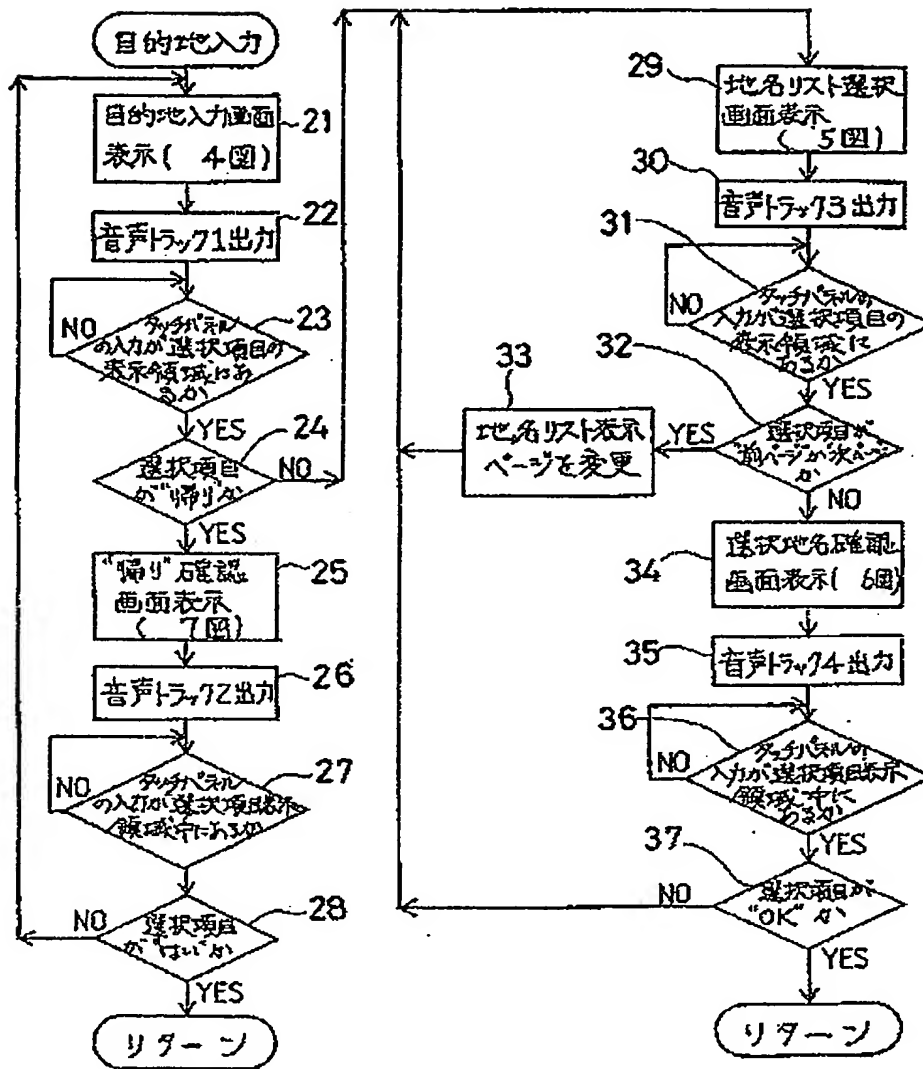 目的地入力
21
目的地入力画面
表示( 4図)
22
音声トラック1出力
23
タッチパネル
の入力が選択項目の
表示領域にあ
るか
NO
YES
24
選択項目
が"帰り"か
NO
YES
25
"帰り"確認
画面表示
( 7図)
26
音声トラック2出力
27
タッチパネル
の入力が選択項目表示
領域中にあるか
NO
28
選択項目
が"はい"か
NO
YES
リターン
29
地名リスト選択
画面表示
( 5図)
30
音声トラック3出力
31
タッチパネルの
入力が選択項目の
表示領域に
あるか
NO
YES
32
選択項目が
"前ページ"か"次ページ"
か
YES
NO
33
地名リスト表示
ページを変更
34
選択地名確認
画面表示( 6図)
35
音声トラック4出力
36
タッチパネルの
入力が選択項目表示
領域中に
あるか
NO
YES
37
選択項目が
"OK"か
NO
YES
リターン